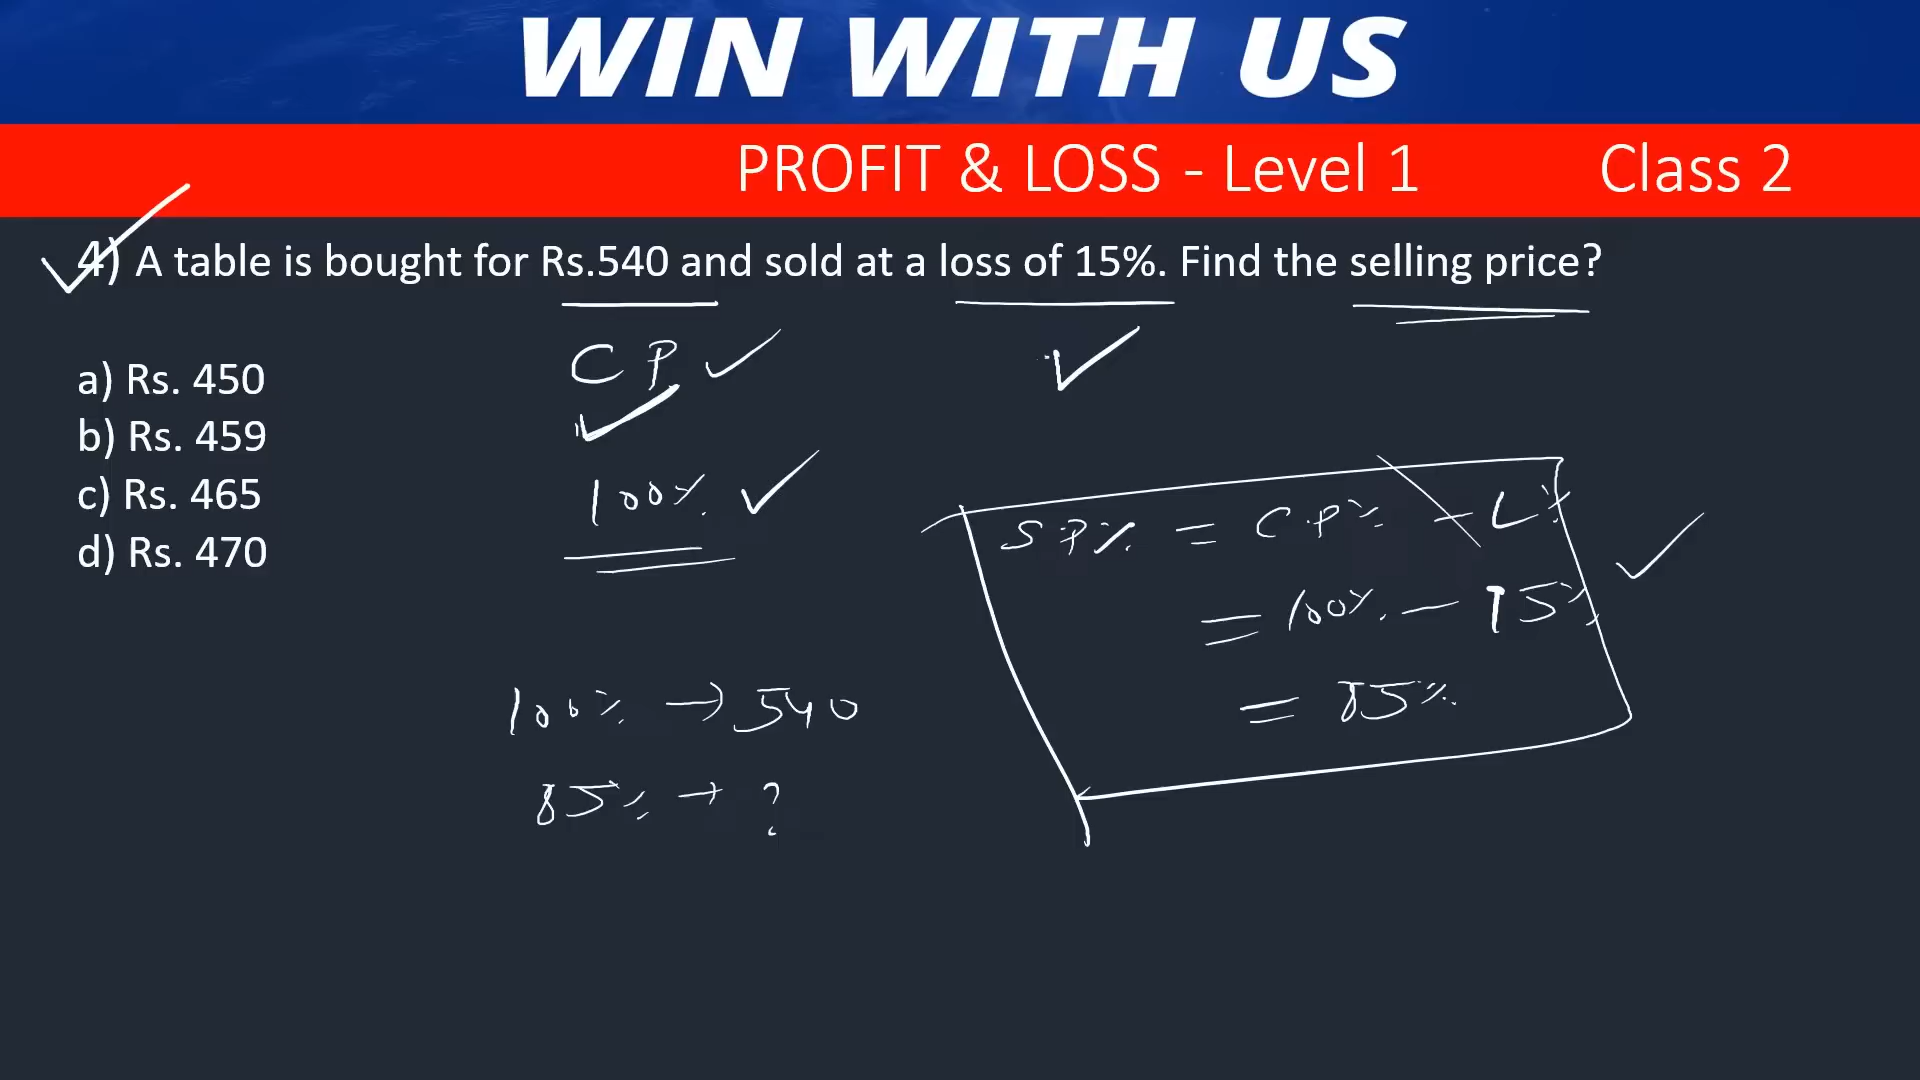 WIN WITH US
PROFIT & LOSS - Level 1 Class 2
4) A table is bought for Rs.540 and sold at a loss of 15%. Find the selling price?
a) Rs. 450
b) Rs. 459
c) Rs. 465
d) Rs. 470
CP
100%
SP% = C.P% - L%
= 100% - 15%
= 85%
100% → 540
85% → ?